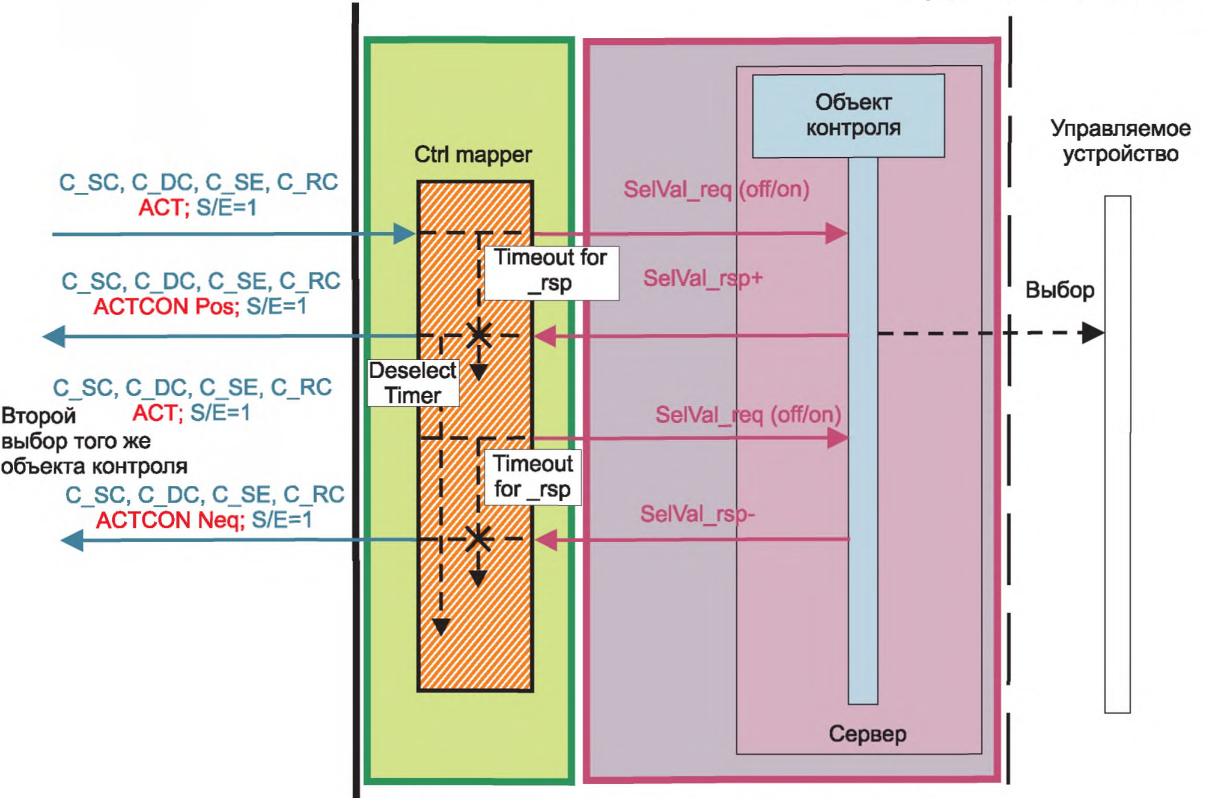 Объект
контроля
Управляемое
устройство
Ctrl mapper
C_SC, C_DC, C_SE, C_RC
ACT; S/E=1
SelVal_req (off/on)
Timeout for
_rsp
C_SC, C_DC, C_SE, C_RC
ACTCON Pos; S/E=1
SelVal_rsp+
Выбор
Deselect
Timer
C_SC, C_DC, C_SE, C_RC
ACT; S/E=1
Второй
выбор того же
объекта контроля
SelVal_req (off/on)
Timeout
for _rsp
C_SC, C_DC, C_SE, C_RC
ACTCON Neq; S/E=1
SelVal_rsp-
Сервер